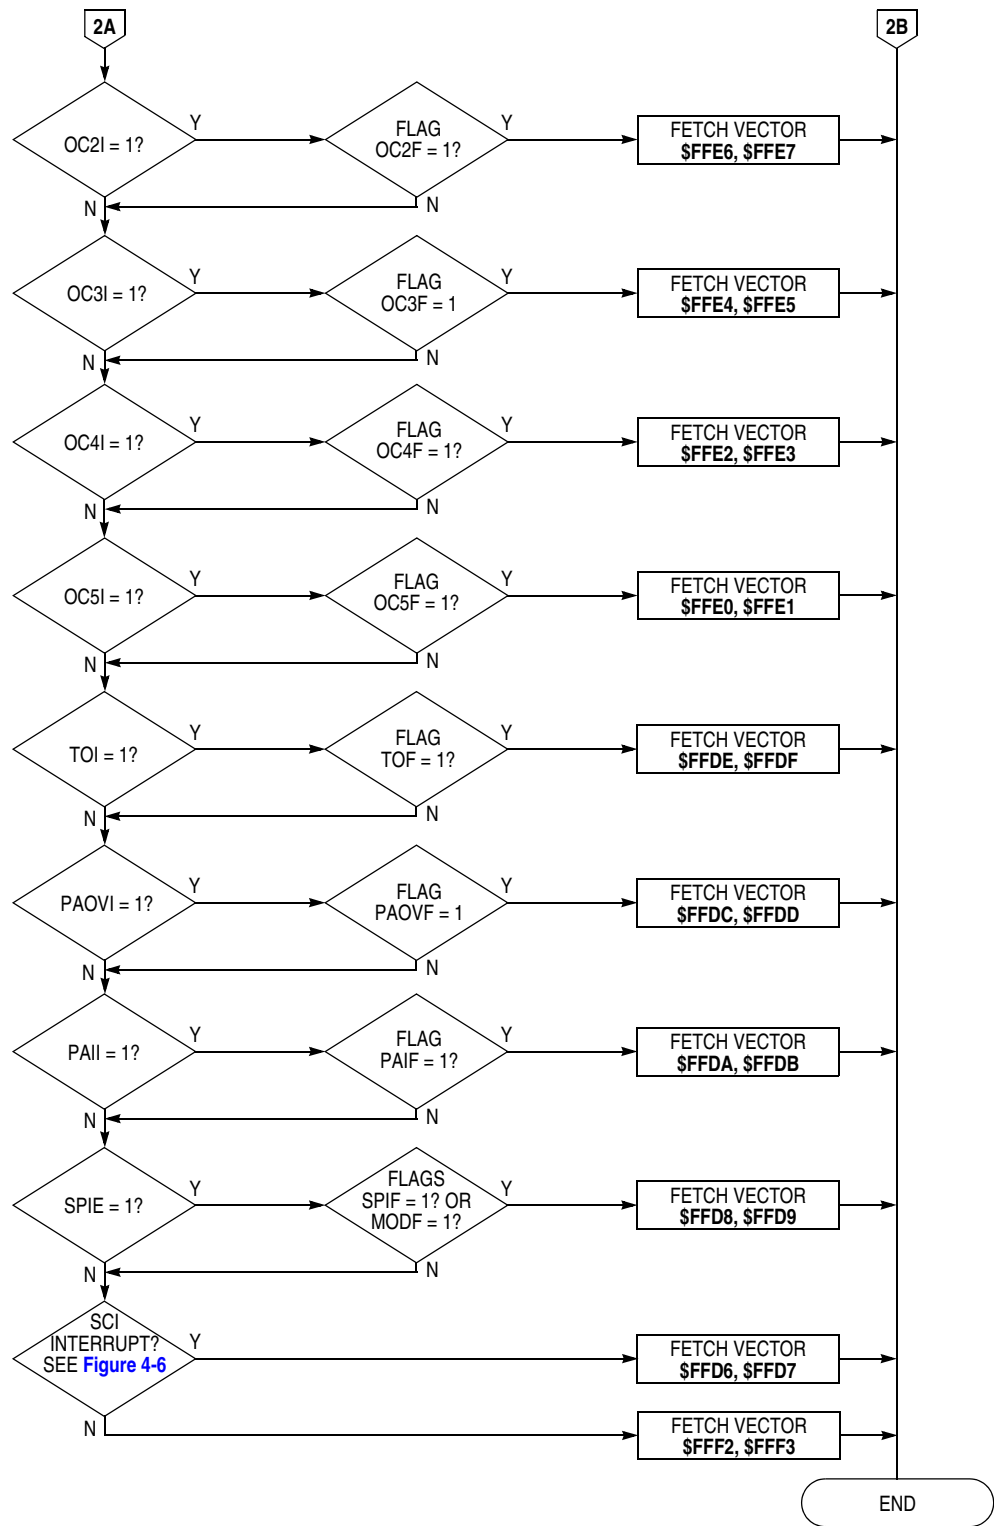 2A
2B
OC2I = 1?
Y
FLAG
OC2F = 1?
Y
FETCH VECTOR
$FFE6, $FFE7
N
N
OC3I = 1?
Y
FLAG
OC3F = 1
Y
FETCH VECTOR
$FFE4, $FFE5
N
N
OC4I = 1?
Y
FLAG
OC4F = 1?
Y
FETCH VECTOR
$FFE2, $FFE3
N
N
OC5I = 1?
Y
FLAG
OC5F = 1?
Y
FETCH VECTOR
$FFE0, $FFE1
N
N
TOI = 1?
Y
FLAG
TOF = 1?
Y
FETCH VECTOR
$FFDE, $FFDF
N
N
PAOVI = 1?
Y
FLAG
PAOVF = 1
Y
FETCH VECTOR
$FFDC, $FFDD
N
N
PAII = 1?
Y
FLAG
PAIF = 1?
Y
FETCH VECTOR
$FFDA, $FFDB
N
N
SPIE = 1?
Y
FLAGS
SPIF = 1? OR
MODF = 1?
Y
FETCH VECTOR
$FFD8, $FFD9
N
N
SCI
INTERRUPT?
SEE Figure 4-6
Y
FETCH VECTOR
$FFD6, $FFD7
N
FETCH VECTOR
$FFF2, $FFF3
END